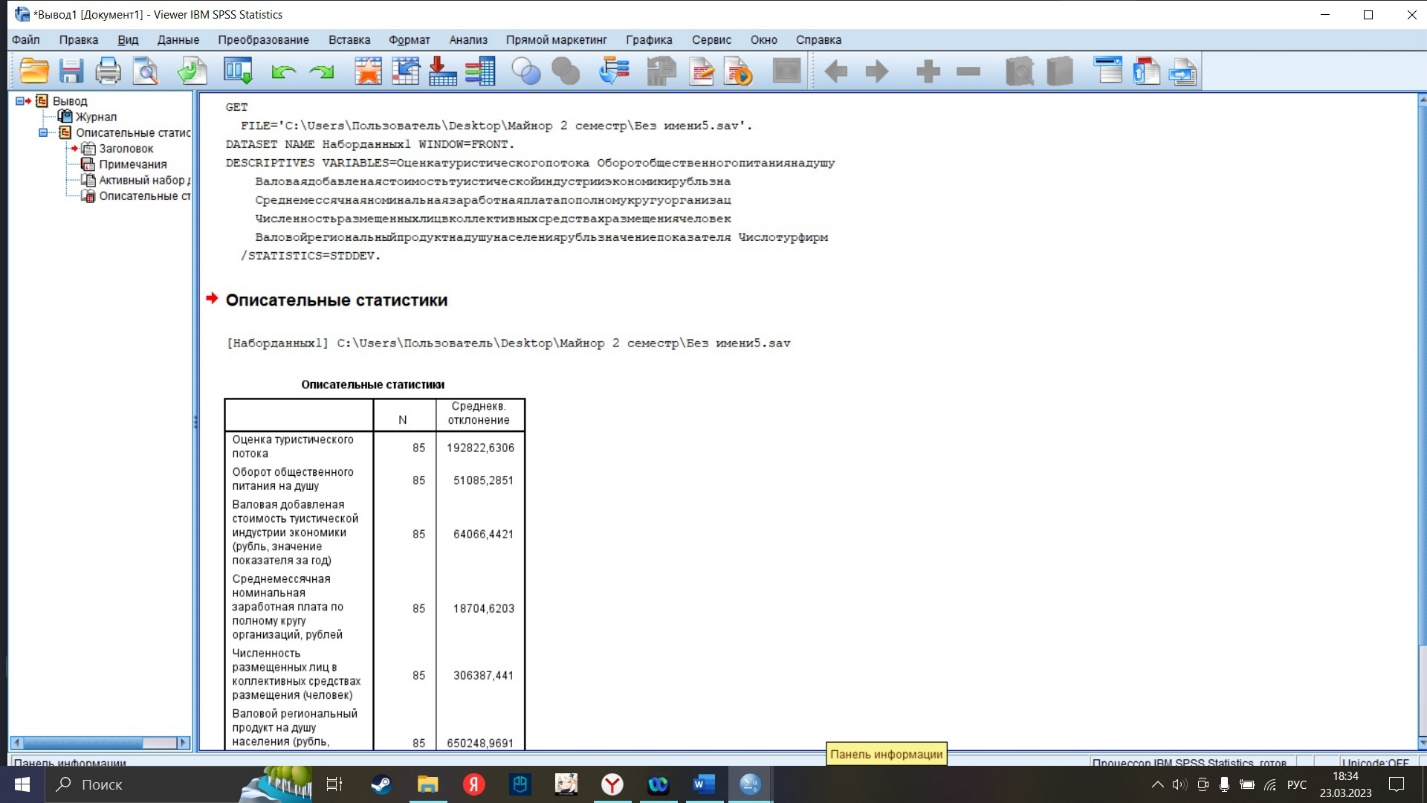 *Вывод1 [Документ1] - Viewer IBM SPSS Statistics
Файл Правка Вид Данные Преобразование Вставка Формат Анализ Прямой маркетинг Графика Сервис Окно Справка
Вывод
Журнал
Описательные статис
Заголовок
Примечания
Активный набор д
Описательные ст
GET
FILE='C:\Users\Пользователь\Desktop\Майнор 2 семестр\Без имени5.sav'.
DATASET NAME Наборданных1 WINDOW=FRONT.
DESCRIPTIVES VARIABLES=Оценкатуристическогопотока Оборотобщественногопитаниянадушу
Валоваядобавленаястоимостьтуистическойиндустрииэкономикирубльзна
Среднемессячнаяноминальнаязаработнаяплатапополномукругуорганизац
Численностьразмещенныхлицвколлективныхсредствахразмещениячеловек
Валовойрегиональныйпродуктнадушунаселениярубльзначениепоказателя Числотурфирм
/STATISTICS=STDDEV.
Описательные статистики
[Наборданных1] C:\Users\Пользователь\Desktop\Майнор 2 семестр\Без имени5.sav
Описательные статистики
N Среднекв. отклонение
Оценка туристического
потока 85 192822,6306
Оборот общественного
питания на душу 85 51085,2851
Валовая добавленая
стоимость туистической
индустрии экономики 85 64066,4421
(рубль, значение
показателя за год)
Среднемессячная
номинальная
заработная плата по 85 18704,6203
полному кругу
организаций, рублей
Численность
размещенных лиц в
коллективных средствах 85 306387,441
размещения (человек)
Валовой региональный
продукт на душу
населения (рубль, 85 650248,9691
Панель информации
Панель информации
Процессор IBM SPSS Statistics готов
Unicode:OFF
Поиск
РУС
18:34
23.03.2023